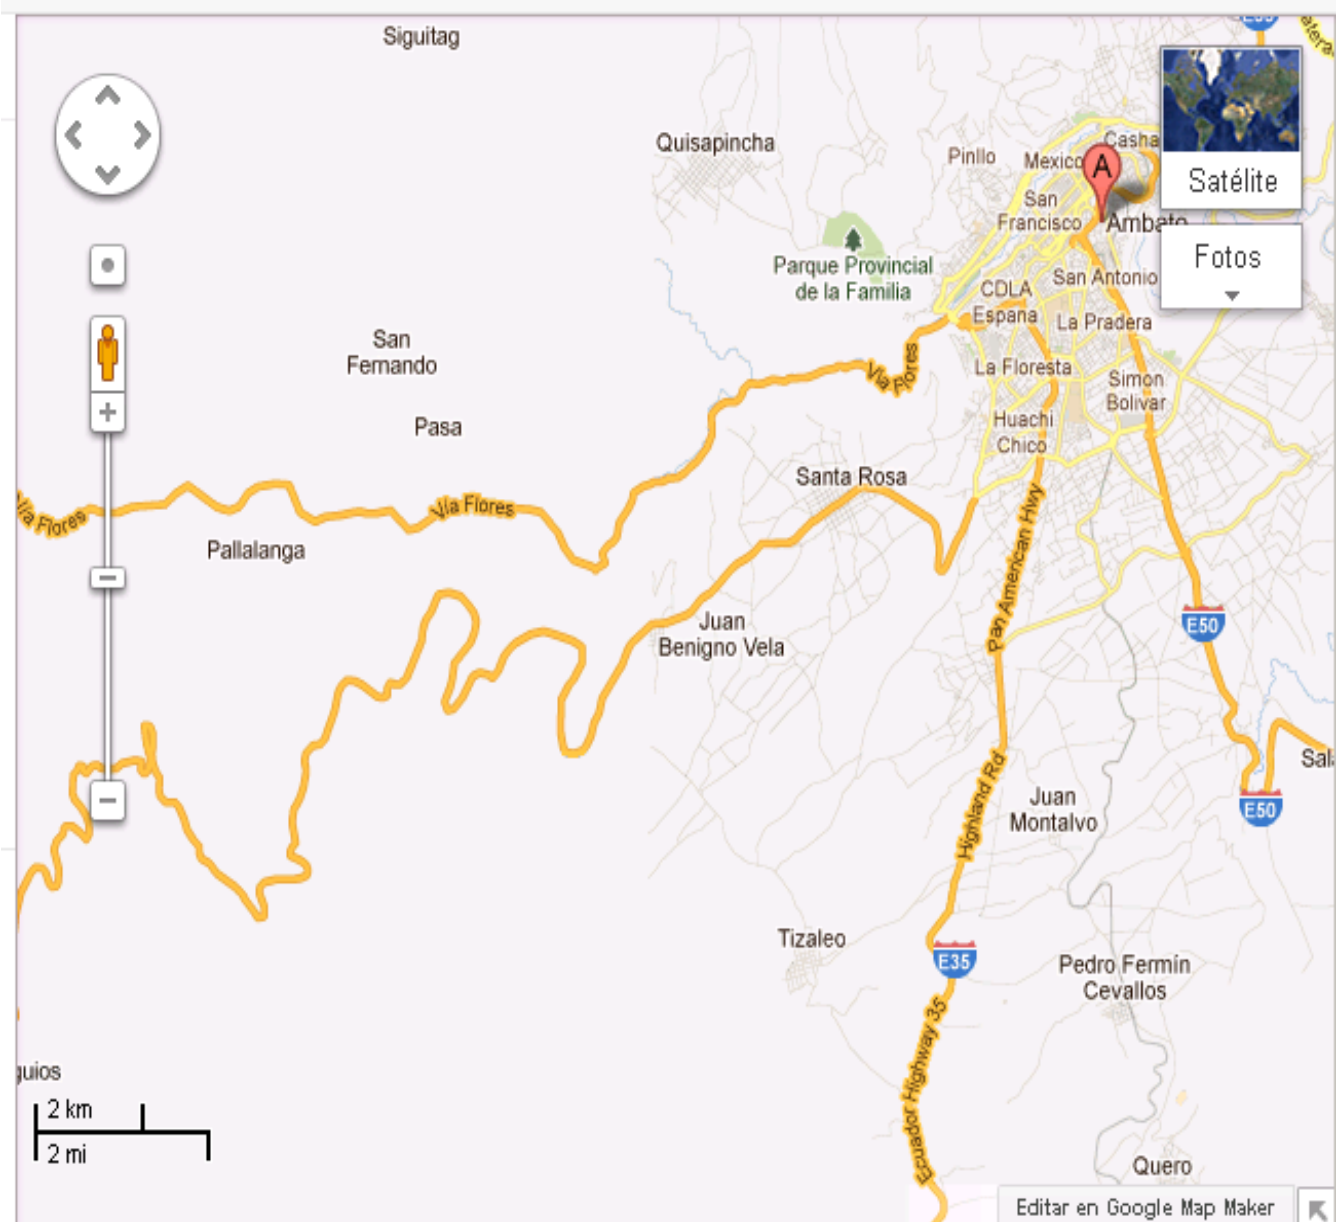 Siguitag
E35
Quisapincha
Pinllo
Mexico
Casha
A
Satélite
San
Francisco
Ambato
Parque Provincial
de la Familia
San Antonio
Fotos
CDLA
Espana
La Pradera
San
Fernando
Vía Flores
La Floresta
Simon
Bolivar
Pasa
Huachi
Chico
Santa Rosa
Vía Flores
Vía Flores
Pallalanga
Pan American Hwy
E50
Juan
Benigno Vela
Highland Rd
Juan
Montalvo
E50
Tizaleo
E35
Pedro Fermín
Cevallos
Ecuador Highway 35
guios
2 km
2 mi
Quero
Editar en Google Map Maker